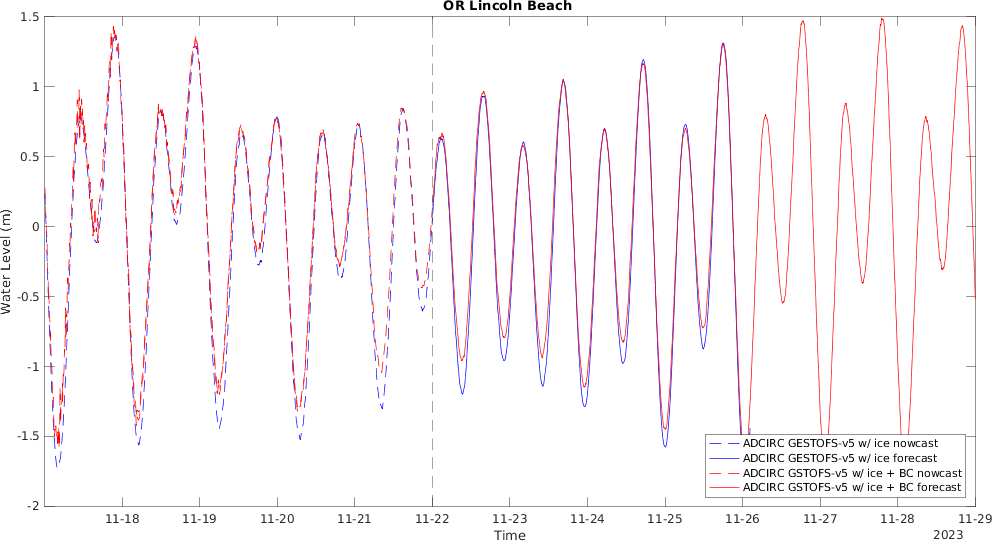 OR Lincoln Beach
Water Level (m)
1.5
1
0.5
0
-0.5
-1
-1.5
-2
ADCIRC GESTOFS-v5 w/ ice nowcast
ADCIRC GESTOFS-v5 w/ ice forecast
ADCIRC GSTOFS-v5 w/ ice + BC nowcast
ADCIRC GSTOFS-v5 w/ ice + BC forecast
11-18 11-19 11-20 11-21 11-22 11-23 11-24 11-25 11-26 11-27 11-28 11-29
Time
2023